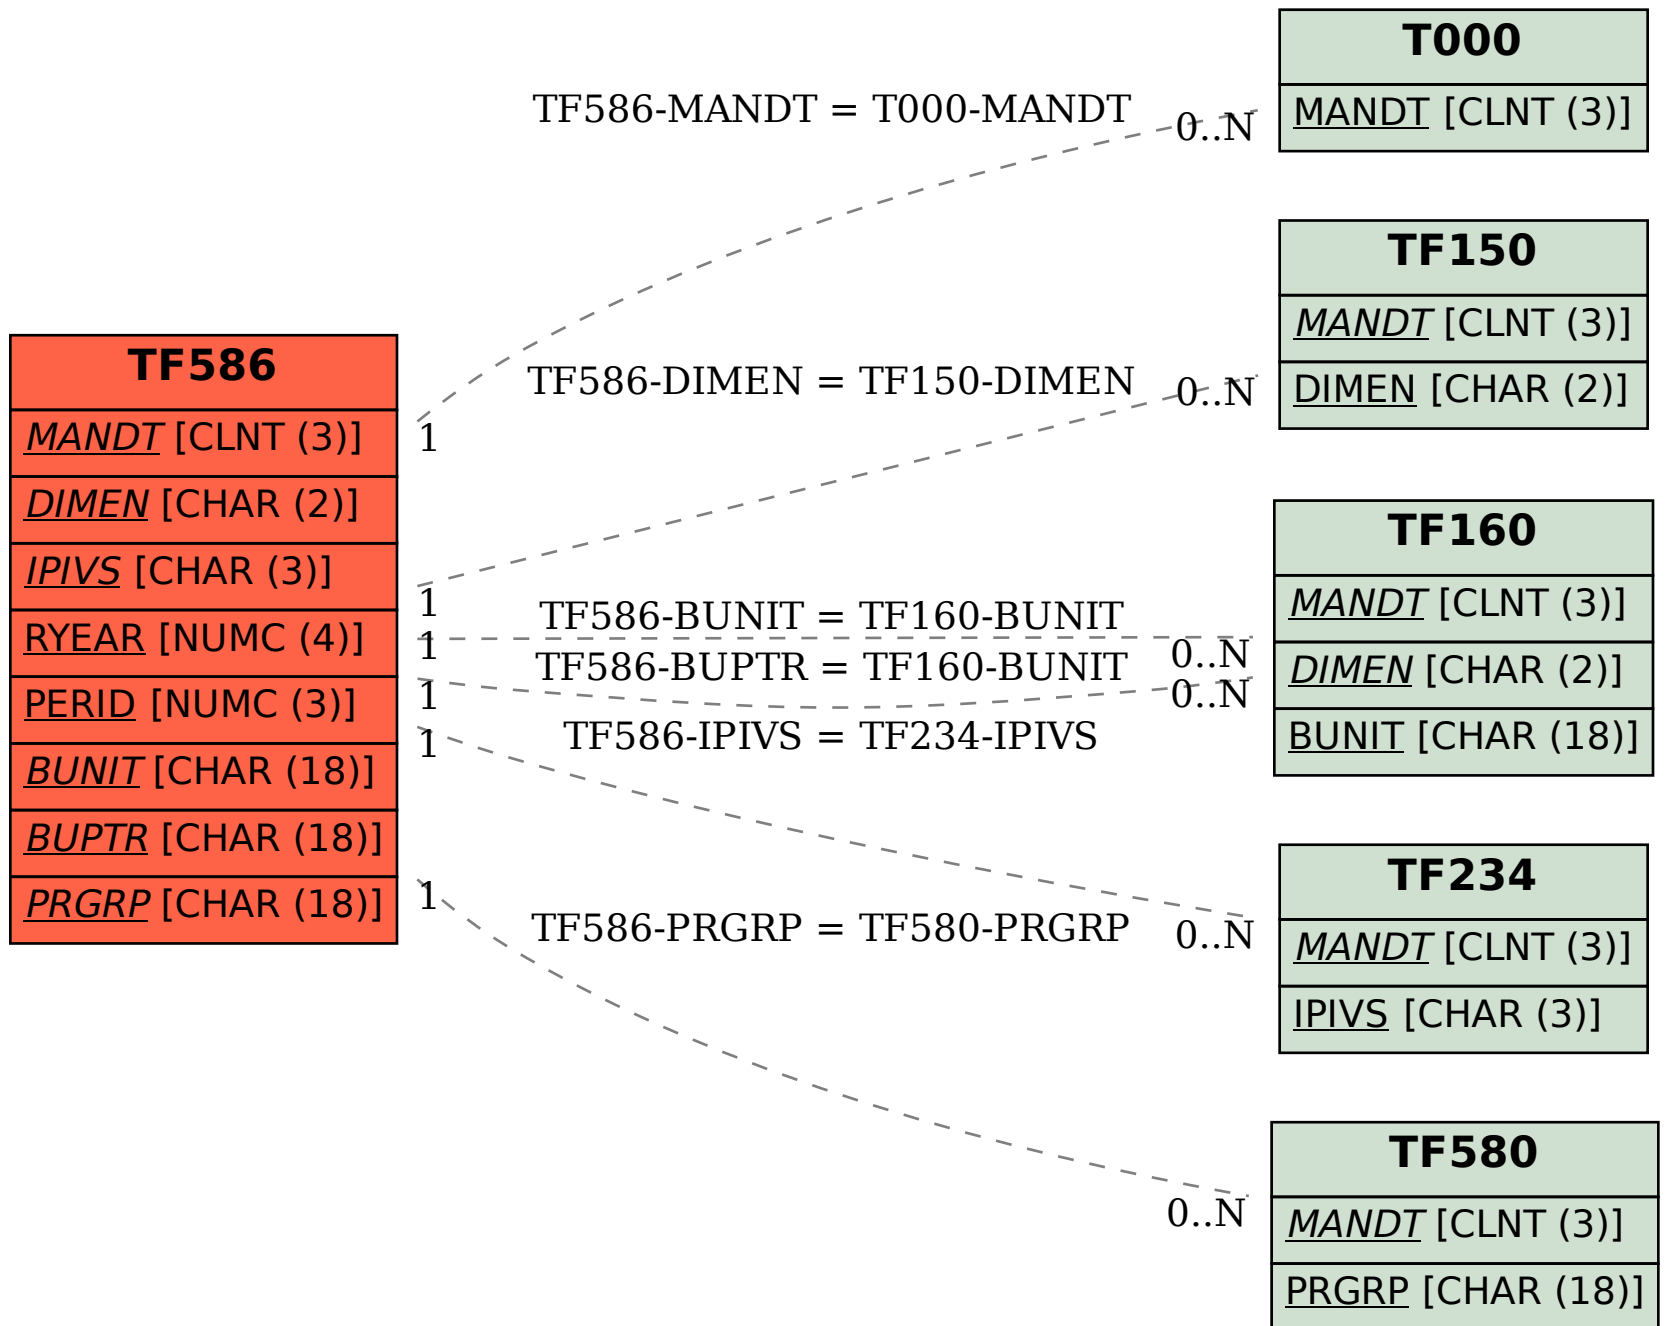 TF586
MANDT [CLNT (3)]
DIMEN [CHAR (2)]
IPIVS [CHAR (3)]
RYEAR [NUMC (4)]
PERID [NUMC (3)]
BUNIT [CHAR (18)]
BUPTR [CHAR (18)]
PRGRP [CHAR (18)]
TF586-MANDT = T000-MANDT
1
0..N
TF586-DIMEN = TF150-DIMEN
1
0..N
TF586-BUNIT = TF160-BUNIT
1
0..N
TF586-BUPTR = TF160-BUNIT
1
0..N
TF586-IPIVS = TF234-IPIVS
1
0..N
TF586-PRGRP = TF580-PRGRP
1
0..N
T000
MANDT [CLNT (3)]
TF150
MANDT [CLNT (3)]
DIMEN [CHAR (2)]
TF160
MANDT [CLNT (3)]
DIMEN [CHAR (2)]
BUNIT [CHAR (18)]
TF234
MANDT [CLNT (3)]
IPIVS [CHAR (3)]
TF580
MANDT [CLNT (3)]
PRGRP [CHAR (18)]